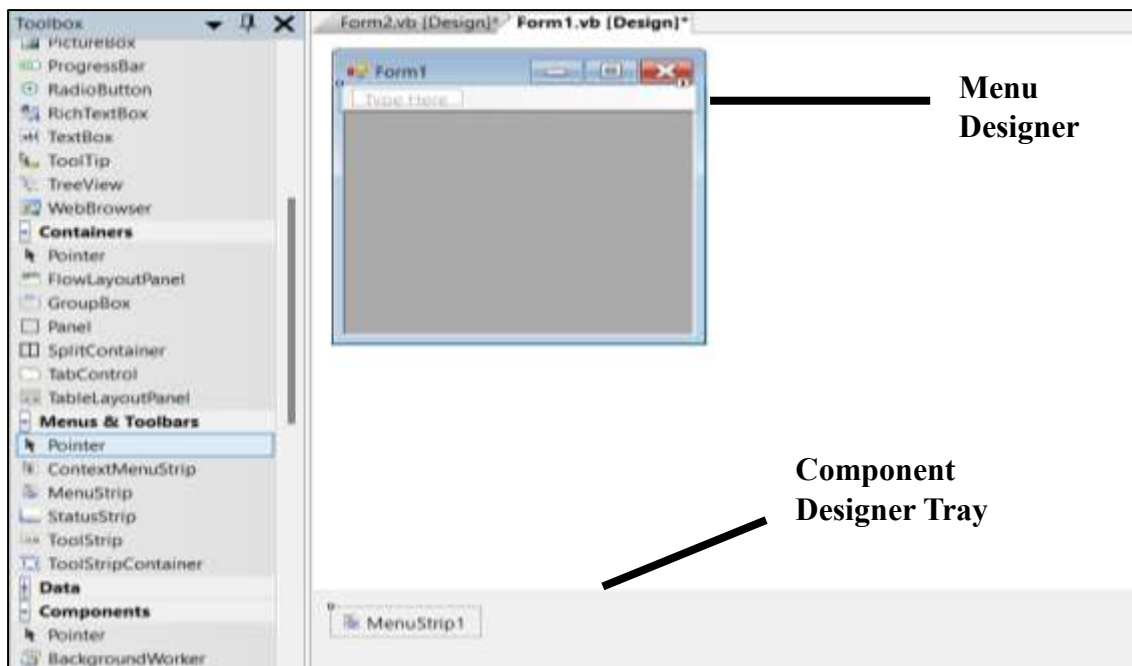 Toolbox
PictureBox
ProgressBar
RadioButton
RichTextBox
TextBox
ToolTip
TreeView
WebBrowser
Containers
Pointer
FlowLayoutPanel
GroupBox
Panel
SplitContainer
TabControl
TableLayoutPanel
Menus & Toolbars
Pointer
ContextMenuStrip
MenuStrip
StatusStrip
ToolStrip
ToolStripContainer
Data
Components
Pointer
BackgroundWorker
Form2.vb [Design]* Form1.vb [Design]*
Form1
Type Here
Menu
Designer
Component
Designer Tray
MenuStrip1